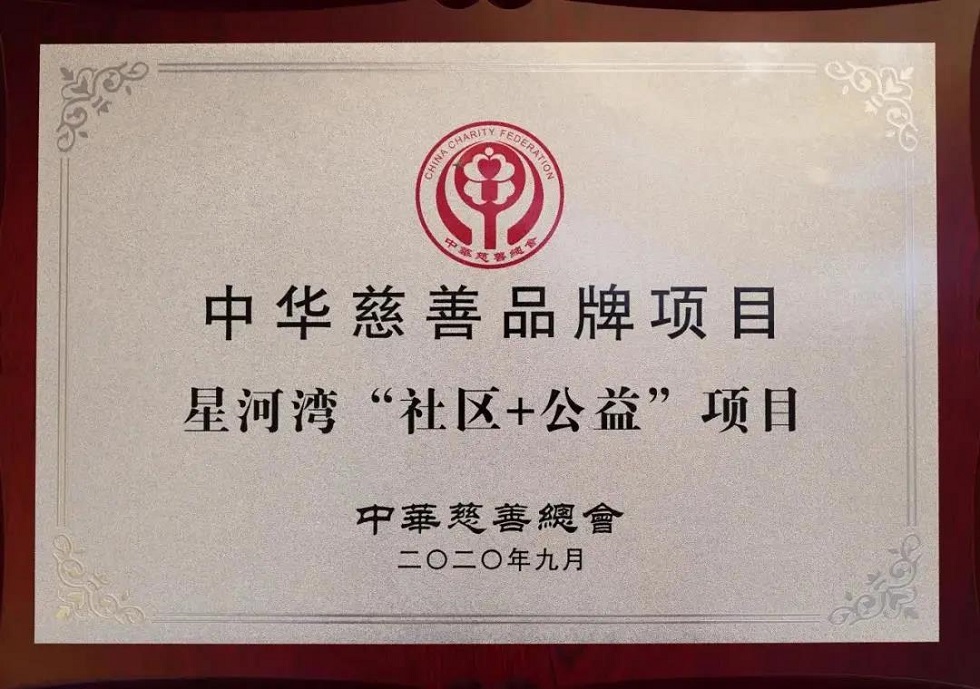 CHINA CHARITY FEDERATION
中華慈善總會
中华慈善品牌项目
星河湾“社区+公益”项目
中華慈善總會
二〇二〇年九月